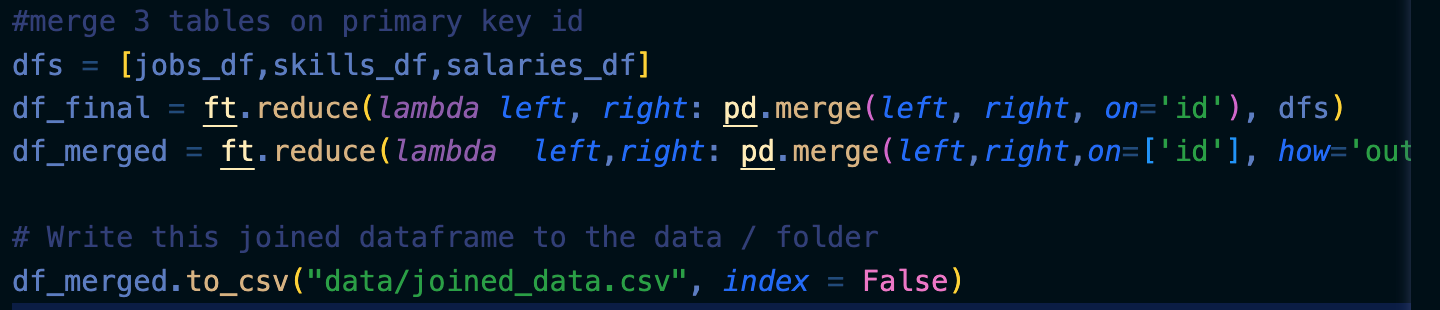 #merge 3 tables on primary key id
dfs = [jobs_df,skills_df,salaries_df]
df_final = ft.reduce(lambda left, right: pd.merge(left, right, on='id'), dfs)
df_merged = ft.reduce(lambda  left,right: pd.merge(left,right,on=['id'], how='out
# Write this joined dataframe to the data / folder
df_merged.to_csv("data/joined_data.csv", index = False)